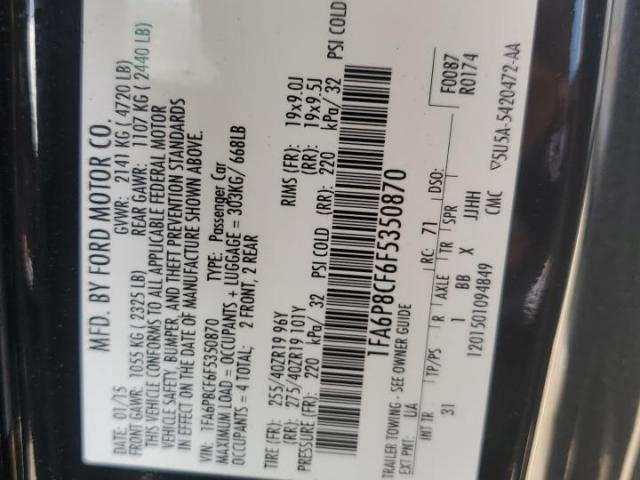 MFD. BY FORD MOTOR CO.
DATE: 01/15 GVWR: 2141 KG ( 4720 LB)
FRONT GAWR: 1055 KG ( 2325 LB) REAR GAWR: 1107 KG ( 2440 LB)
THIS VEHICLE CONFORMS TO ALL APPLICABLE FEDERAL MOTOR
VEHICLE SAFETY, BUMPER, AND THEFT PREVENTION STANDARDS
IN EFFECT ON THE DATE OF MANUFACTURE SHOWN ABOVE.
VIN: 1FA6P8CF6F5350870 TYPE: Passenger Car
MAXIMUM LOAD = OCCUPANTS + LUGGAGE = 303KG/ 668LB
OCCUPANTS = 4 TOTAL: 2 FRONT, 2 REAR
TIRE (FR): 255/40ZR19 96Y RIMS (FR): 19x9.0J
(RR): 275/40ZR19 101Y (RR): 19x9.5J
PRESSURE (FR): 220 kPa/ 32 PSI COLD (RR): 220 kPa/ 32 PSI COLD
1FA6P8CF6F5350870
TRAILER TOWING - SEE OWNER GUIDE F0087
EXT PNT: UA RC: 71 DSO: R0174
INT TR TP/PS R AXLE TR SPR
31 1 BB X JJHH
1201501094849 CMC ▽5U5A-5420472-AA